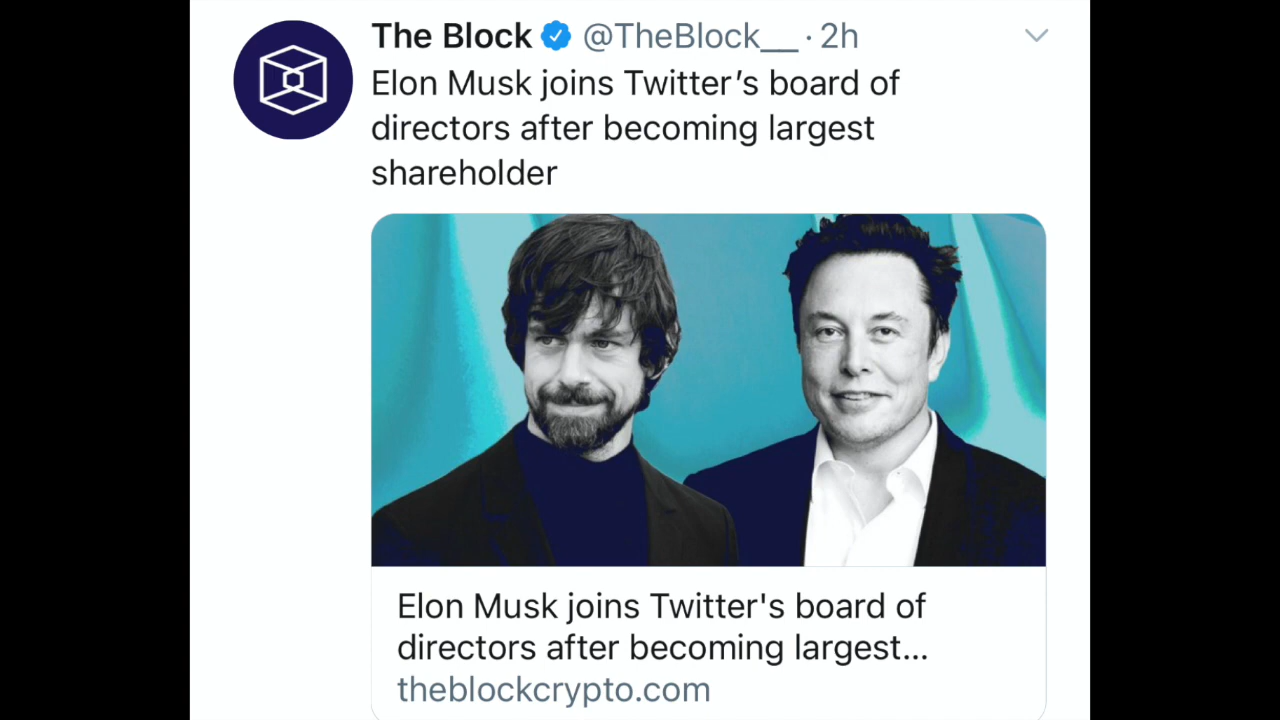 The Block @TheBlock__ · 2h
Elon Musk joins Twitter’s board of
directors after becoming largest
shareholder
Elon Musk joins Twitter's board of
directors after becoming largest...
theblockcrypto.com